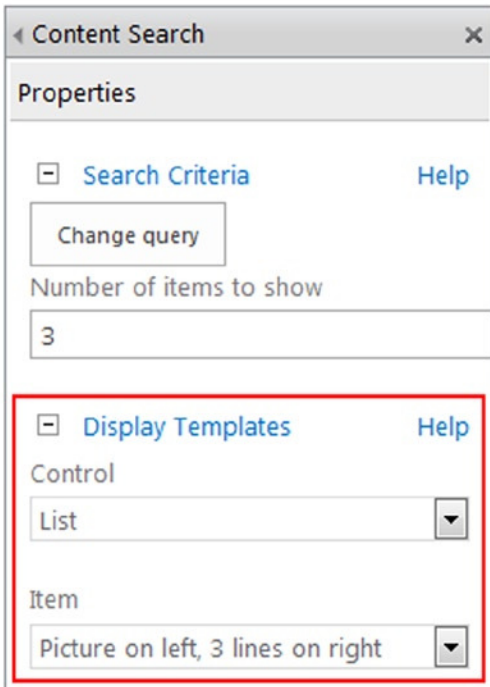 Content Search
Properties
Search Criteria Help
Change query
Number of items to show
3
Display Templates Help
Control
List
Item
Picture on left, 3 lines on right